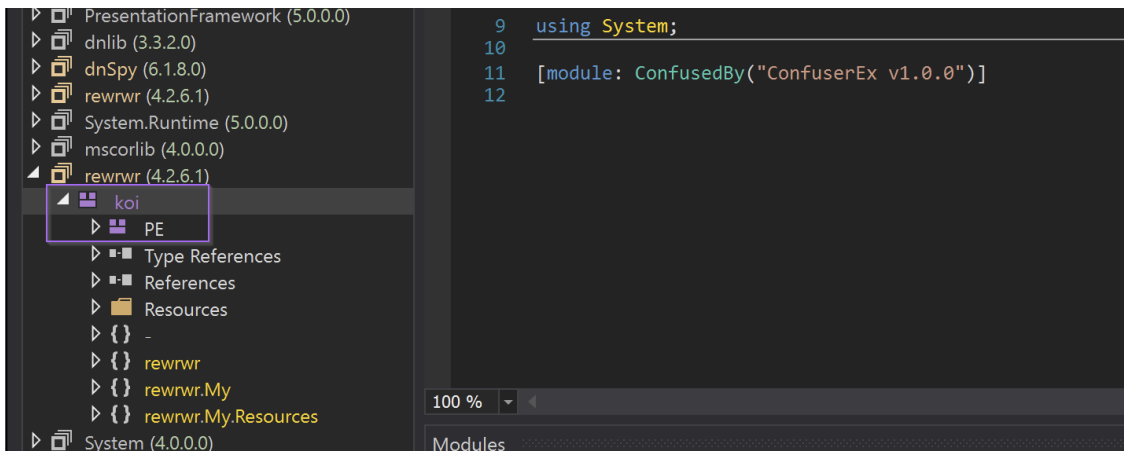 PresentationFramework (5.0.0.0)
dnlib (3.3.2.0)
dnSpy (6.1.8.0)
rewrwr (4.2.6.1)
System.Runtime (5.0.0.0)
mscorlib (4.0.0.0)
rewrwr (4.2.6.1)
koi
PE
Type References
References
Resources
{ } -
{ } rewrwr
{ } rewrwr.My
{ } rewrwr.My.Resources
System (4.0.0.0)
9 using System;
10
11 [module: ConfusedBy("ConfuserEx v1.0.0")]
12
100 %
Modules